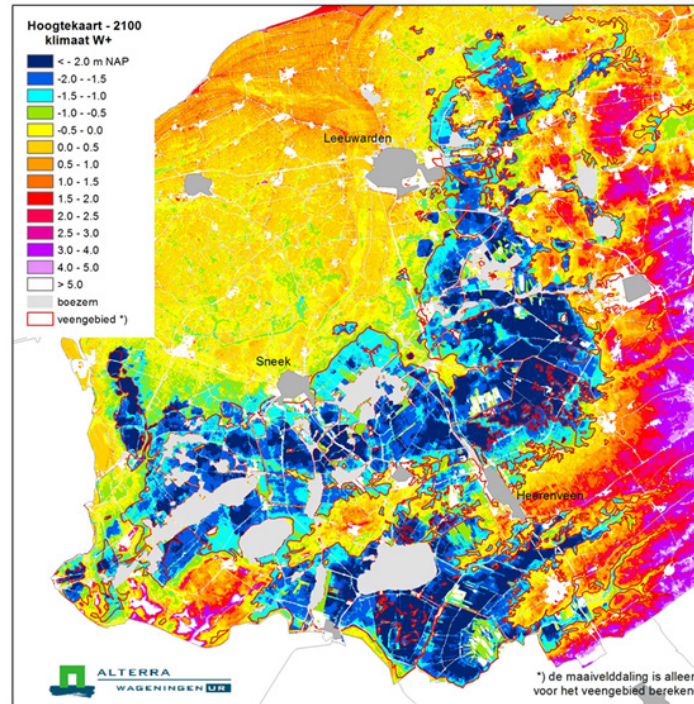 Hoogtekaart - 2100
klimaat W+
< - 2.0 m NAP
-2.0 - -1.5
-1.5 - -1.0
-1.0 - -0.5
-0.5 - 0.0
0.0 - 0.5
0.5 - 1.0
1.0 - 1.5
1.5 - 2.0
2.0 - 2.5
2.5 - 3.0
3.0 - 4.0
4.0 - 5.0
> 5.0
boezem
veengebied *)
Leeuwarden
Sneek
Heerenveen
ALTERRA
WAGENINGEN UR
*) de maaivelddaling is alleen
voor het veengebied bereken